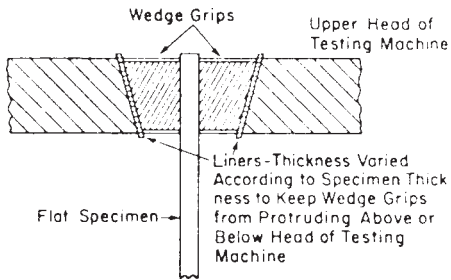 Wedge Grips
Upper Head of
Testing Machine
Liners-Thickness Varied
According to Specimen Thick
ness to Keep Wedge Grips
from Protruding Above or
Below Head of Testing
Machine
Flat Specimen